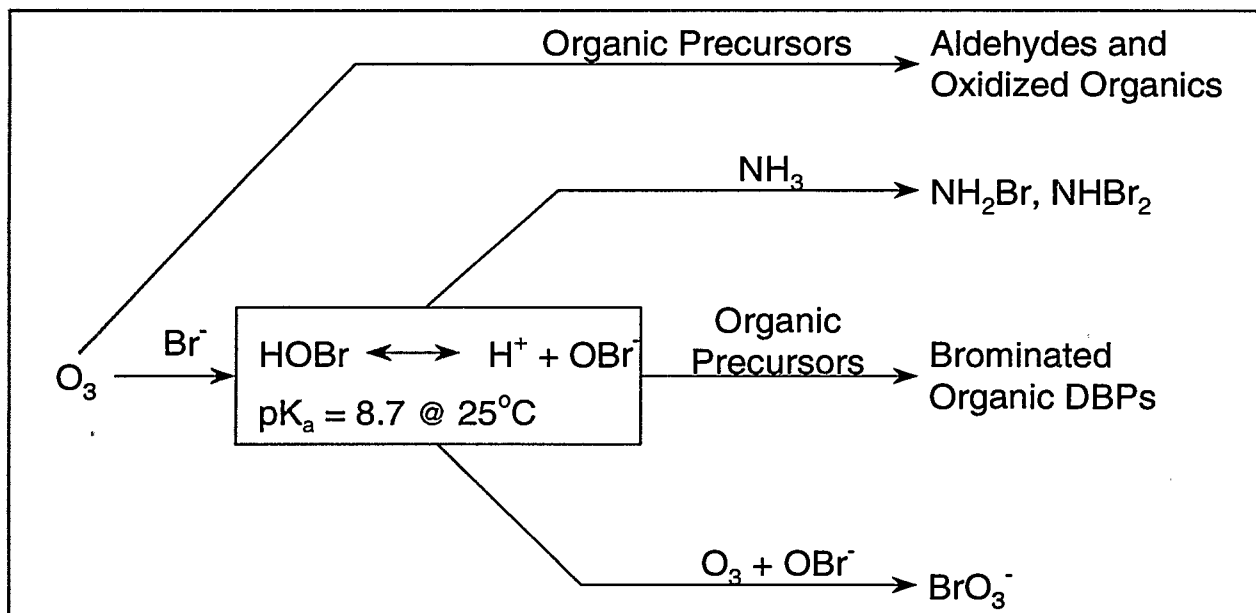 Organic Precursors
Aldehydes and
Oxidized Organics
NH₃
NH₂Br, NHBr₂
O₃
Br⁻
HOBr ⟷ H⁺ + OBr⁻
pKₐ = 8.7 @ 25°C
Organic
Precursors
Brominated
Organic DBPs
O₃ + OBr⁻
BrO₃⁻